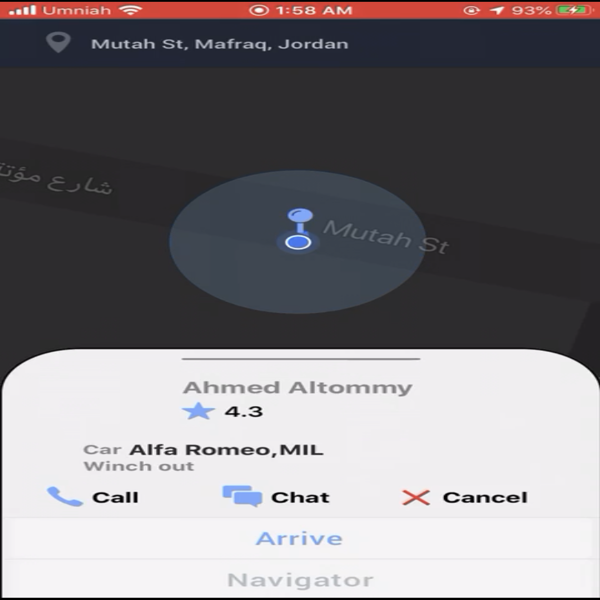 Umniah 1:58 AM 93%
Mutah St, Mafraq, Jordan
شارع مؤتة
Mutah St
Ahmed Altommy
4.3
Car Alfa Romeo,MIL
Winch out
Call Chat Cancel
Arrive
Navigator